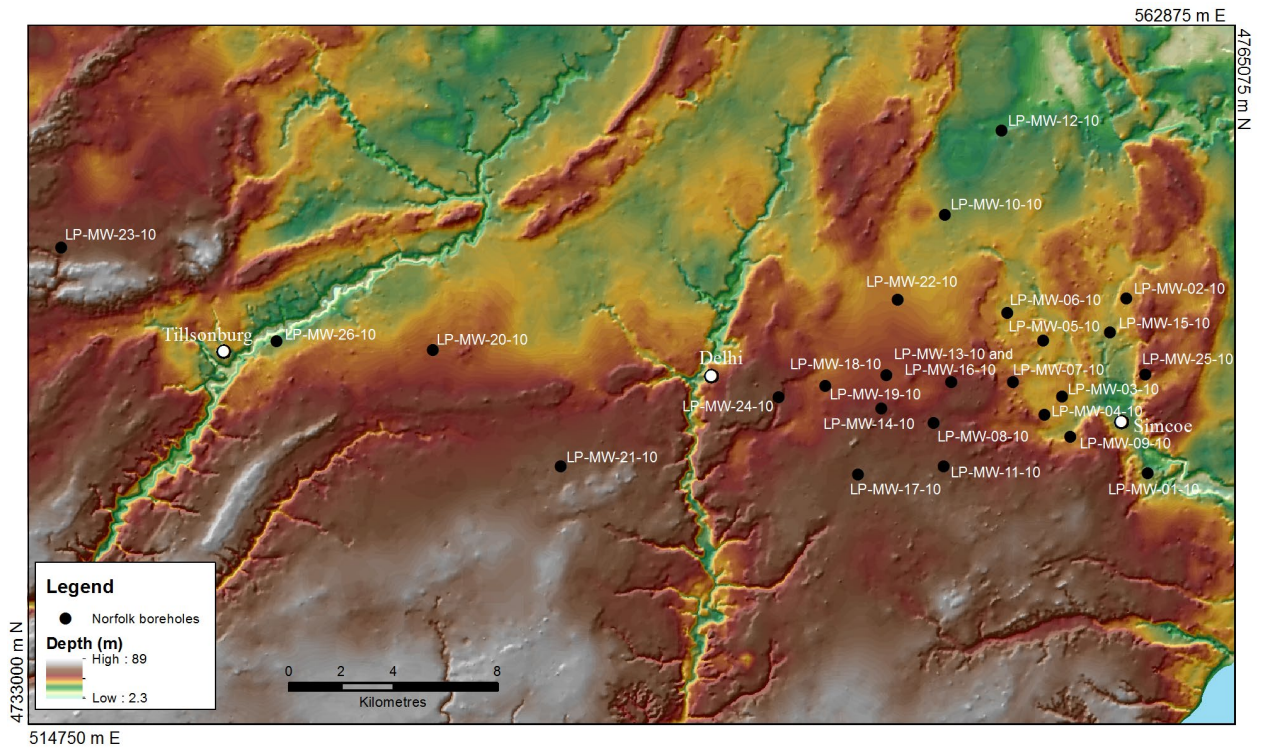 562875 m E
4765075 m N
LP-MW-12-10
LP-MW-10-10
LP-MW-23-10
LP-MW-22-10
LP-MW-02-10
LP-MW-06-10
LP-MW-05-10
LP-MW-15-10
Tillsonburg
LP-MW-26-10
LP-MW-20-10
Delhi
LP-MW-13-10 and
LP-MW-16-10
LP-MW-18-10
LP-MW-07-10
LP-MW-25-10
LP-MW-19-10
LP-MW-03-10
LP-MW-24-10
LP-MW-04-10
LP-MW-14-10
Simcoe
LP-MW-08-10
LP-MW-09-10
LP-MW-21-10
LP-MW-11-10
LP-MW-17-10
LP-MW-01-10
Legend
Norfolk boreholes
Depth (m)
High : 89
Low : 2.3
0 2 4 8
Kilometres
4733000 m N
514750 m E